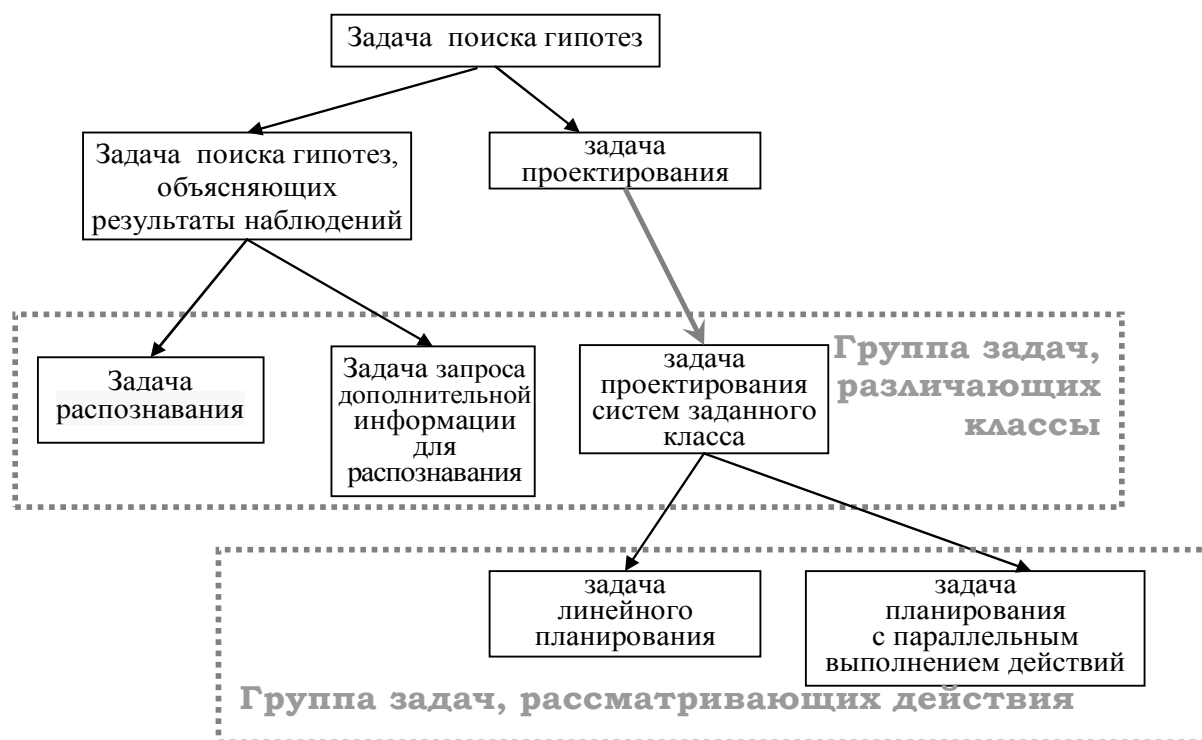 Задача поиска гипотез
Задача поиска гипотез,
объясняющих
результаты наблюдений
задача
проектирования
Задача
распознавания
Задача запроса
дополнительной
информации
для
распознавания
задача
проектирования
систем заданного
класса
Группа задач,
различающих
классы
задача
линейного
планирования
задача
планирования
с параллельным
выполнением действий
Группа задач, рассматривающих действия